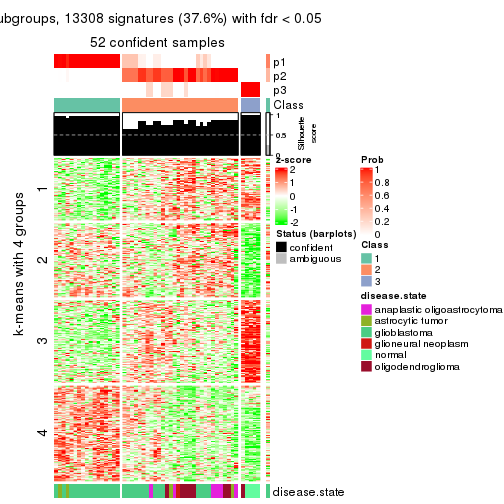 ubgroups, 13308 signatures (37.6%) with fdr < 0.05
52 confident samples
p1
p2
p3
Class
1
0.5
0
Silhouette
score
k-means with 4 groups
1
2
3
4
z-score
2
1
0
-1
-2
Status (barplots)
confident
ambiguous
Prob
1
0.8
0.6
0.4
0.2
0
Class
1
2
3
disease.state
anaplastic oligoastrocytoma
astrocytic tumor
glioblastoma
glioneural neoplasm
normal
oligodendroglioma
disease.state